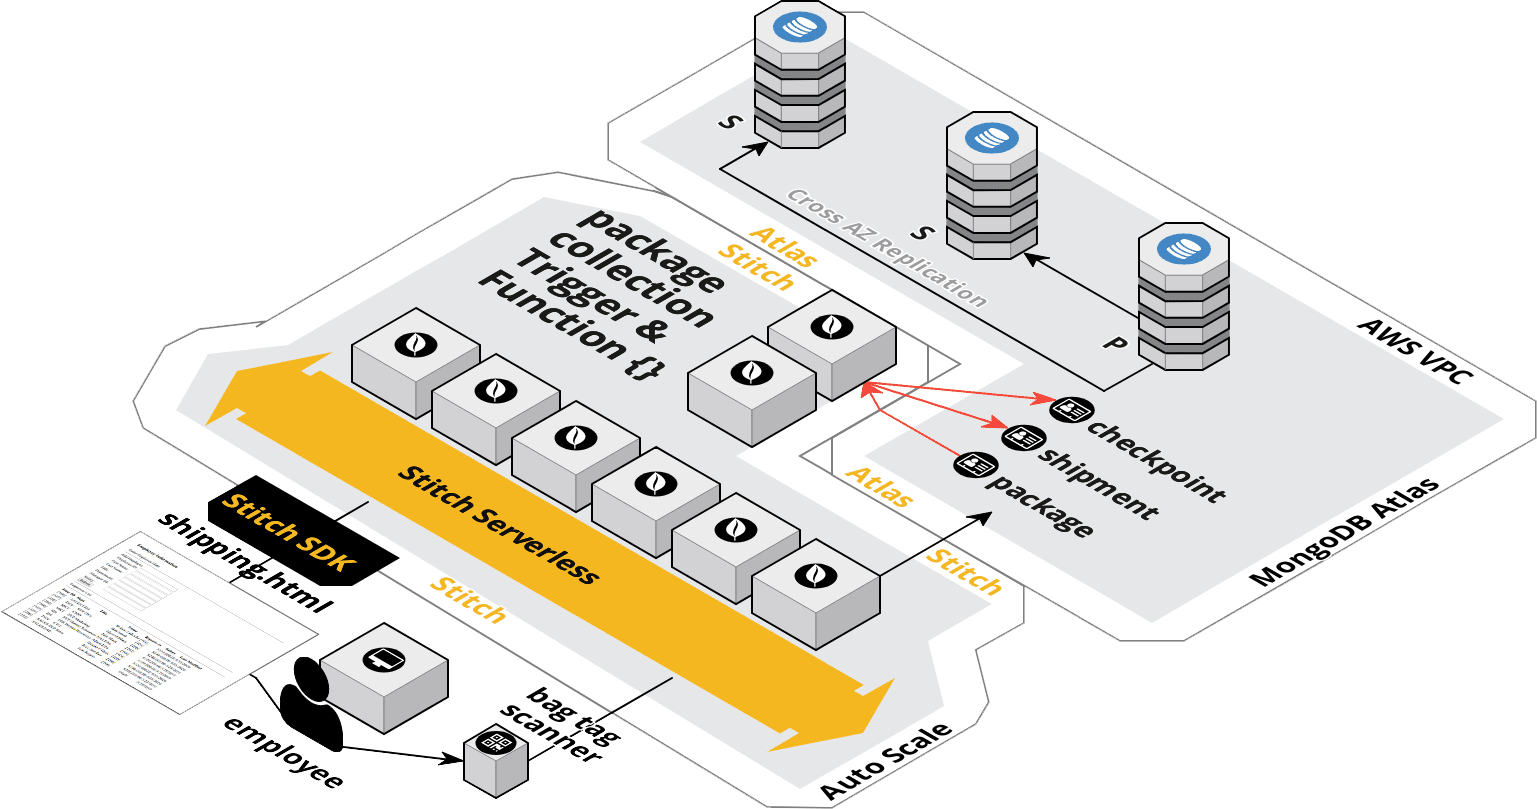 S
Cross AZ Replication
S
P
AWS VPC
Atlas
Stitch
package
collection
Trigger &
Function {}
checkpoint
shipment
package
Atlas
Stitch
MongoDB Atlas
Stitch Serverless
Stitch SDK
shipping.html
Stitch
employee
bag tag
scanner
Auto Scale